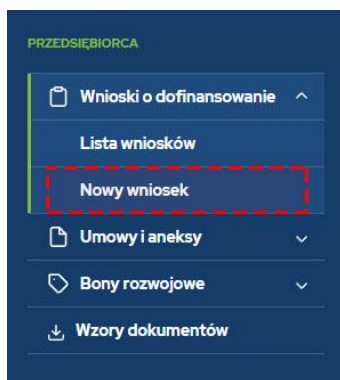 PRZEDSIĘBIORCA
Wnioski o dofinansowanie
Lista wniosków
Nowy wniosek
Umowy i aneksy
Bony rozwojowe
Wzory dokumentów